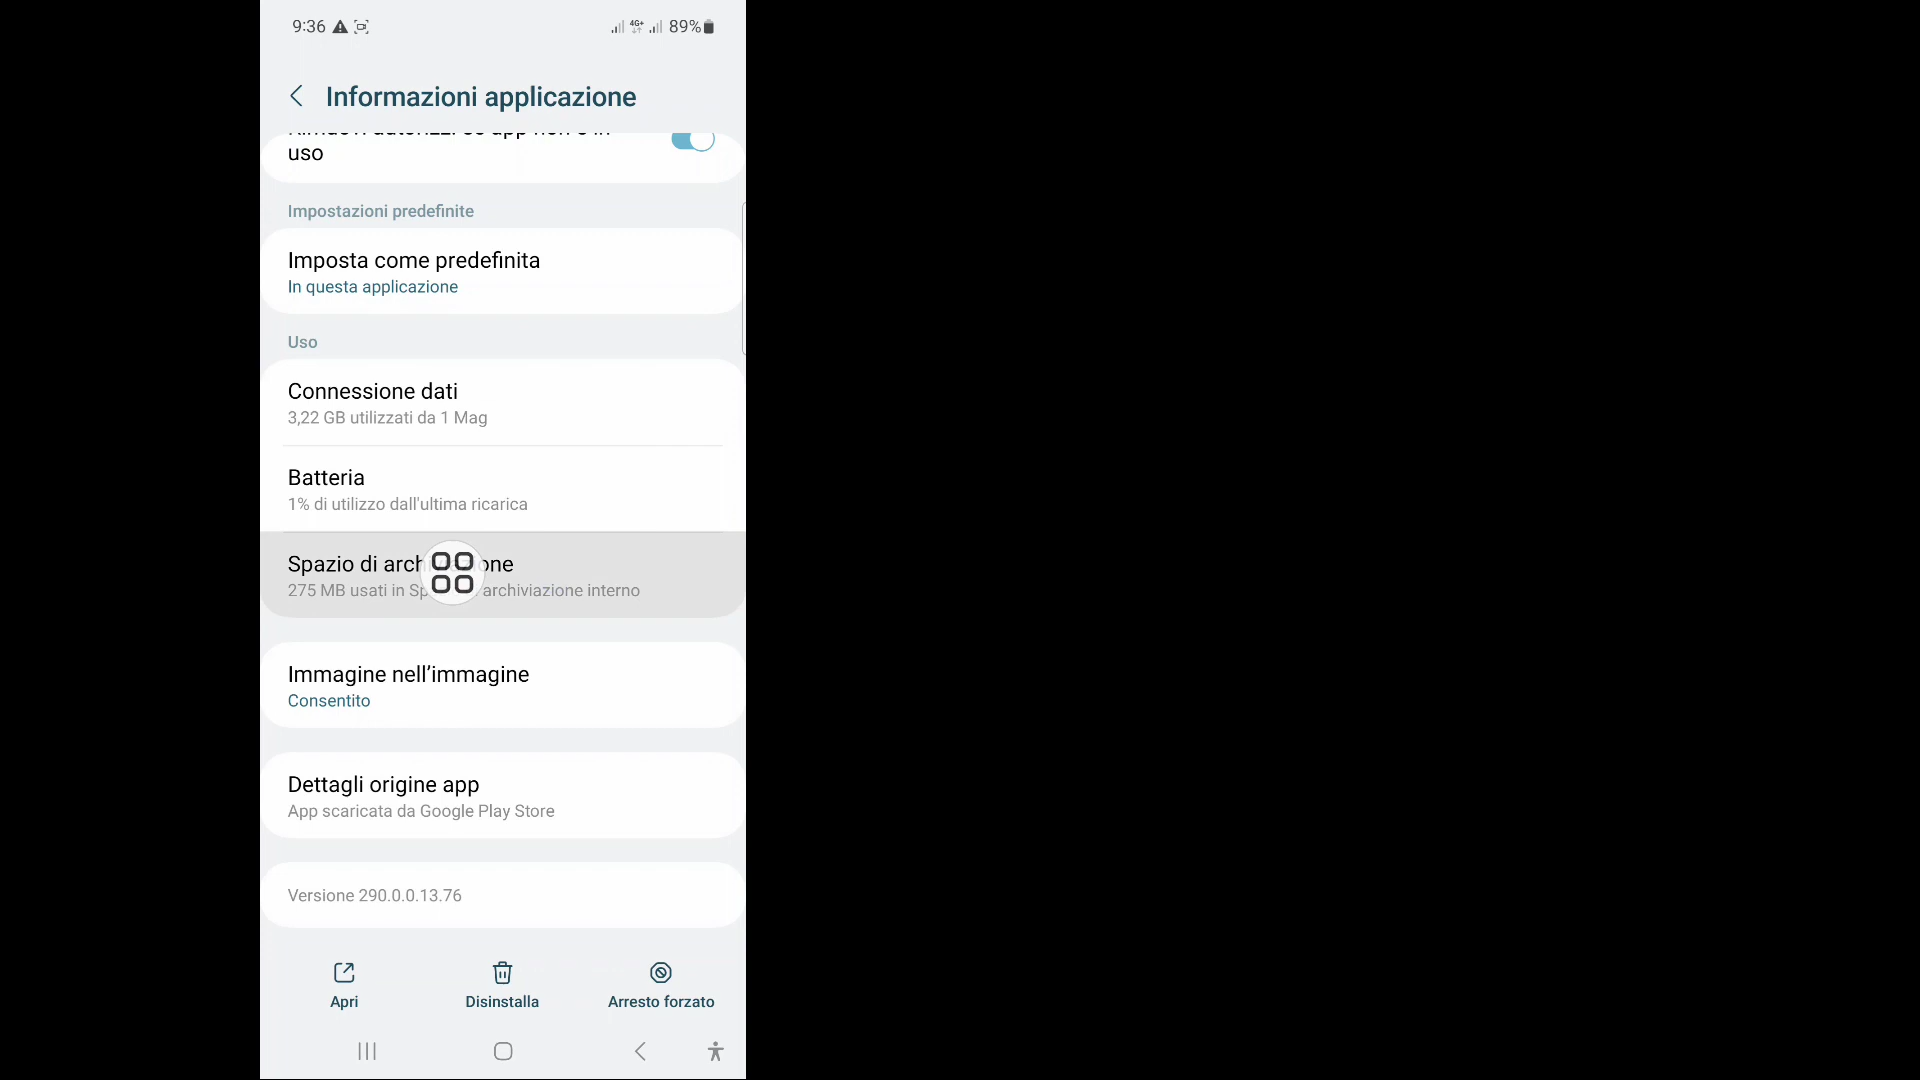 9:36
4G+
89%
Informazioni applicazione
uso
Impostazioni predefinite
Imposta come predefinita
In questa applicazione
Uso
Connessione dati
3,22 GB utilizzati da 1 Mag
Batteria
1% di utilizzo dall'ultima ricarica
Spazio di archiviazione
275 MB usati in Sp archiviazione interno
Immagine nell’immagine
Consentito
Dettagli origine app
App scaricata da Google Play Store
Versione 290.0.0.13.76
Apri
Disinstalla
Arresto forzato